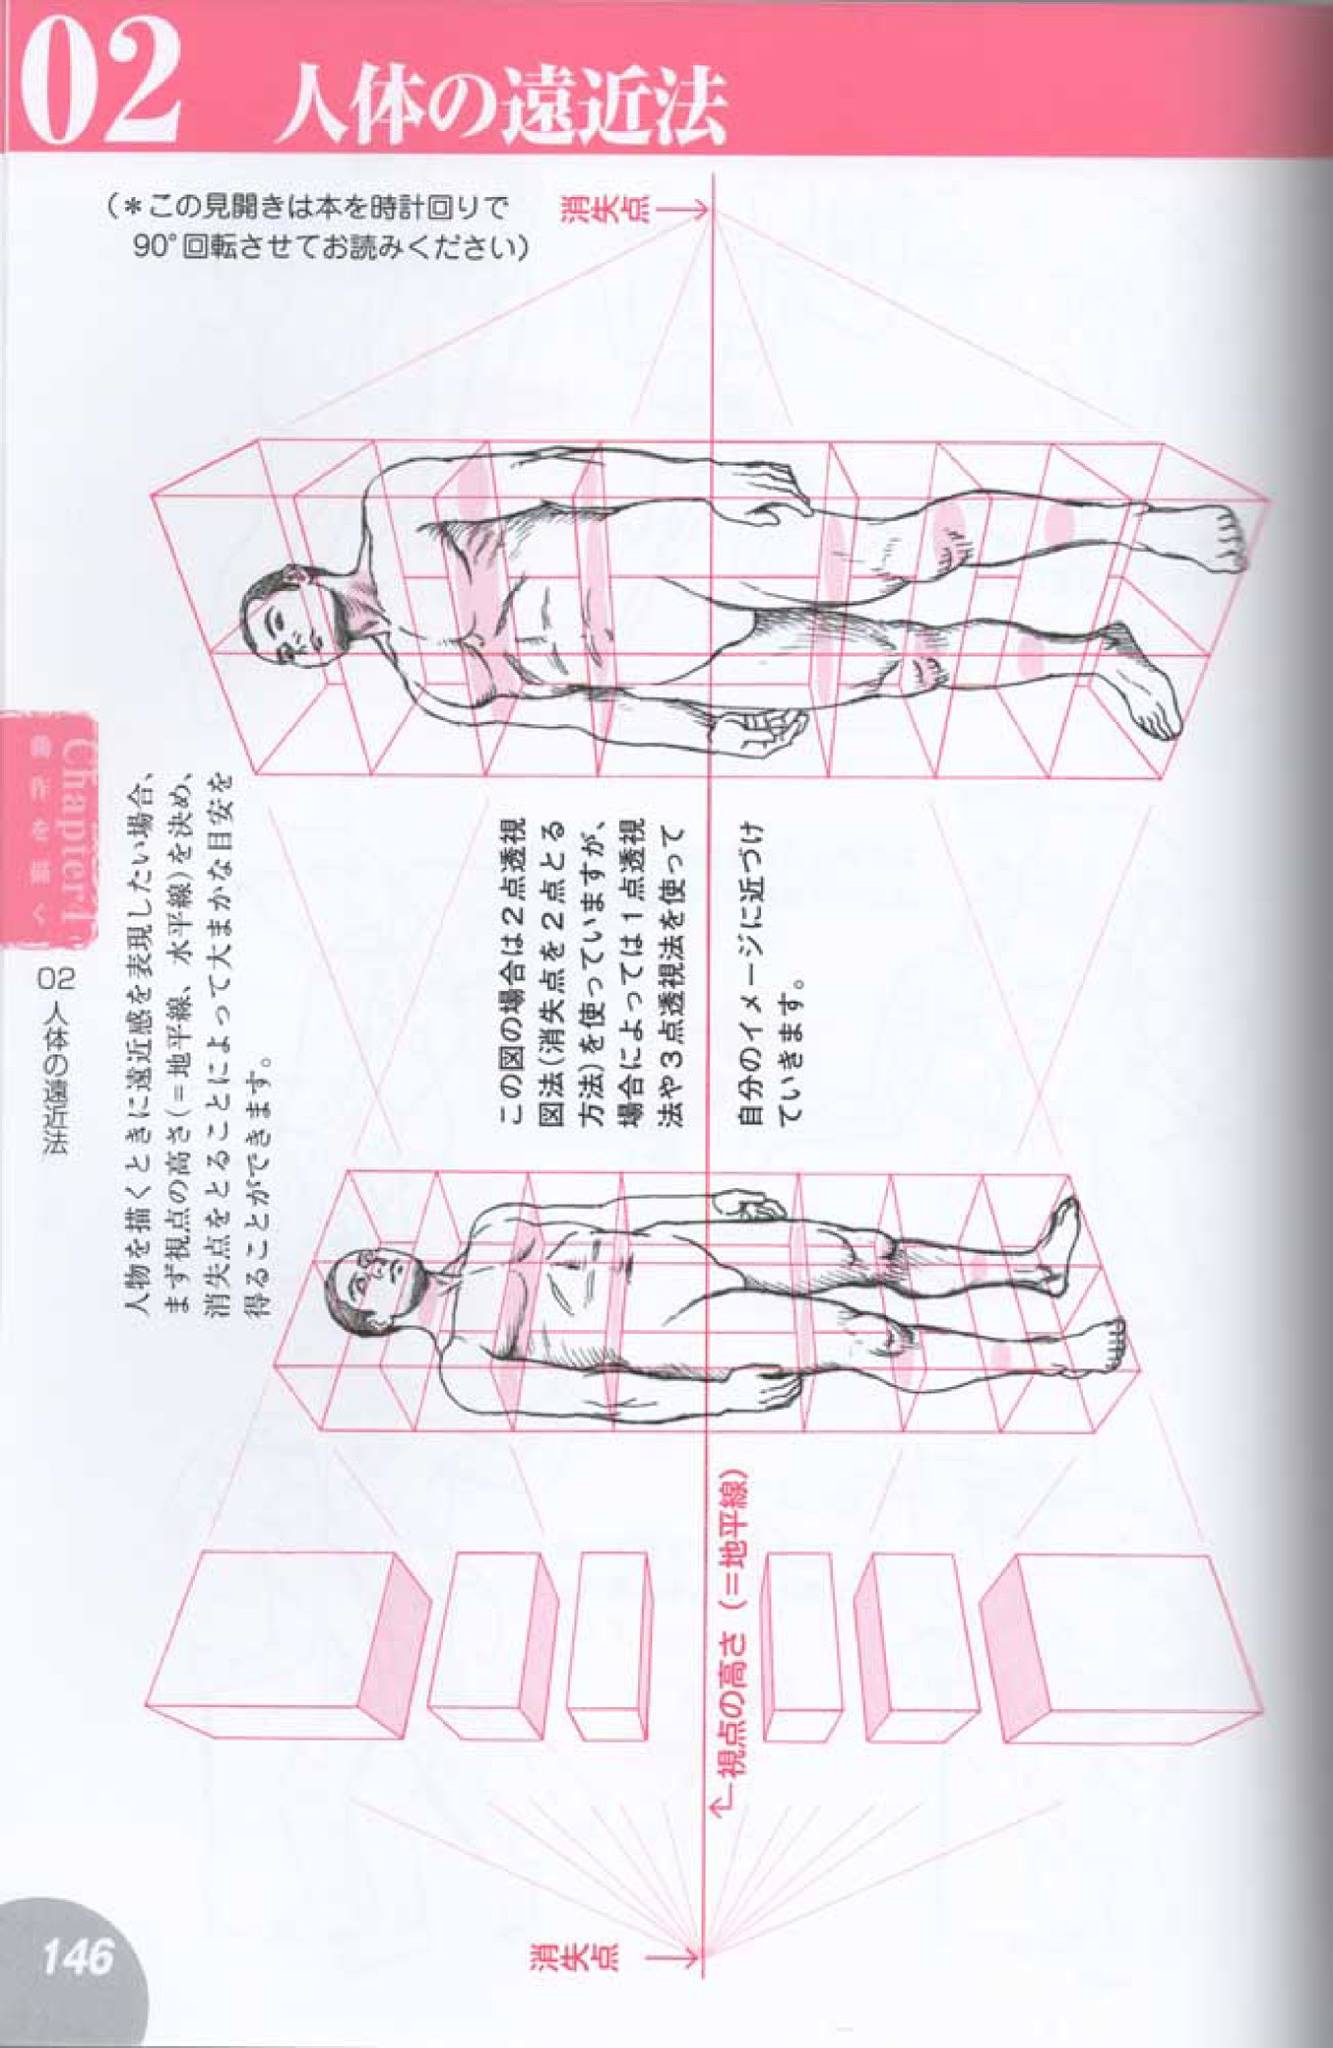 02 人体の遠近法
(＊この見開きは本を時計回りで
90°回転させてお読みください)
消失点
人物を描くときに遠近感を表現したい場合、
まず視点の高さ(＝地平線、水平線)を決め、
消失点をとることによって大まかな目安を
得ることができます。
この図の場合は２点透視
図法(消失点を２点とる
方法)を使っていますが、
場合によっては１点透視
法や３点透視法を使って
自分のイメージに近づけ
ていきます。
視点の高さ (＝地平線)
消失点
Chapter
02 人体の遠近法
146